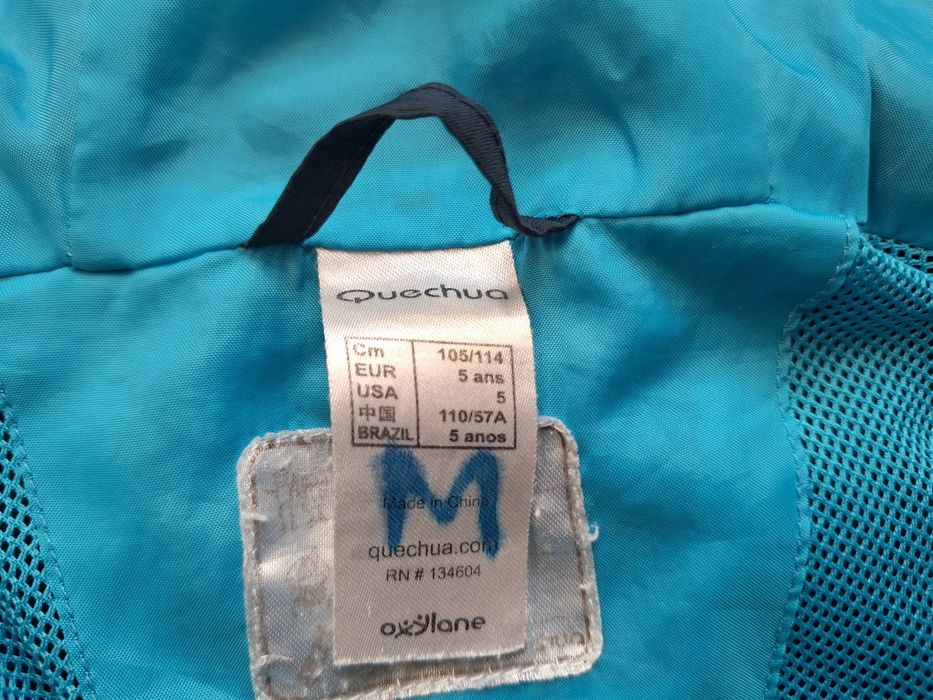 Quechua
Cm 105/114
EUR 5 ans
USA 5
中国 110/57A
BRAZIL 5 anos
M
Made in China
quechua.com
RN # 134604
oxylane